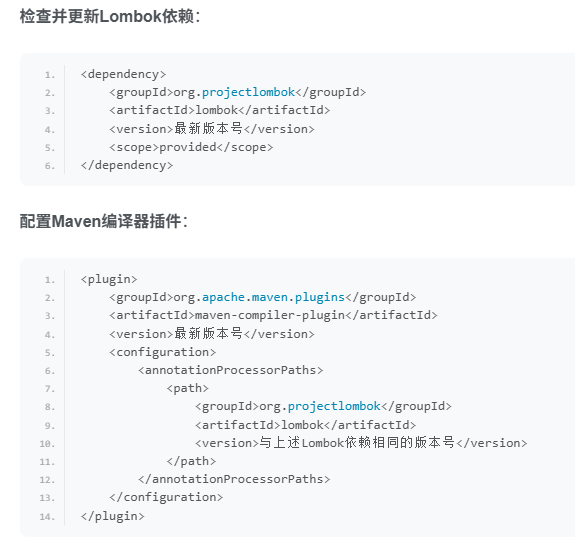 检查并更新Lombok依赖：
1. <dependency>
2. <groupId>org.projectlombok</groupId>
3. <artifactId>lombok</artifactId>
4. <version>最新版本号</version>
5. <scope>provided</scope>
6. </dependency>
配置Maven编译器插件：
1. <plugin>
2. <groupId>org.apache.maven.plugins</groupId>
3. <artifactId>maven-compiler-plugin</artifactId>
4. <version>最新版本号</version>
5. <configuration>
6. <annotationProcessorPaths>
7. <path>
8. <groupId>org.projectlombok</groupId>
9. <artifactId>lombok</artifactId>
10. <version>与上述Lombok依赖相同的版本号</version>
11. </path>
12. </annotationProcessorPaths>
13. </configuration>
14. </plugin>